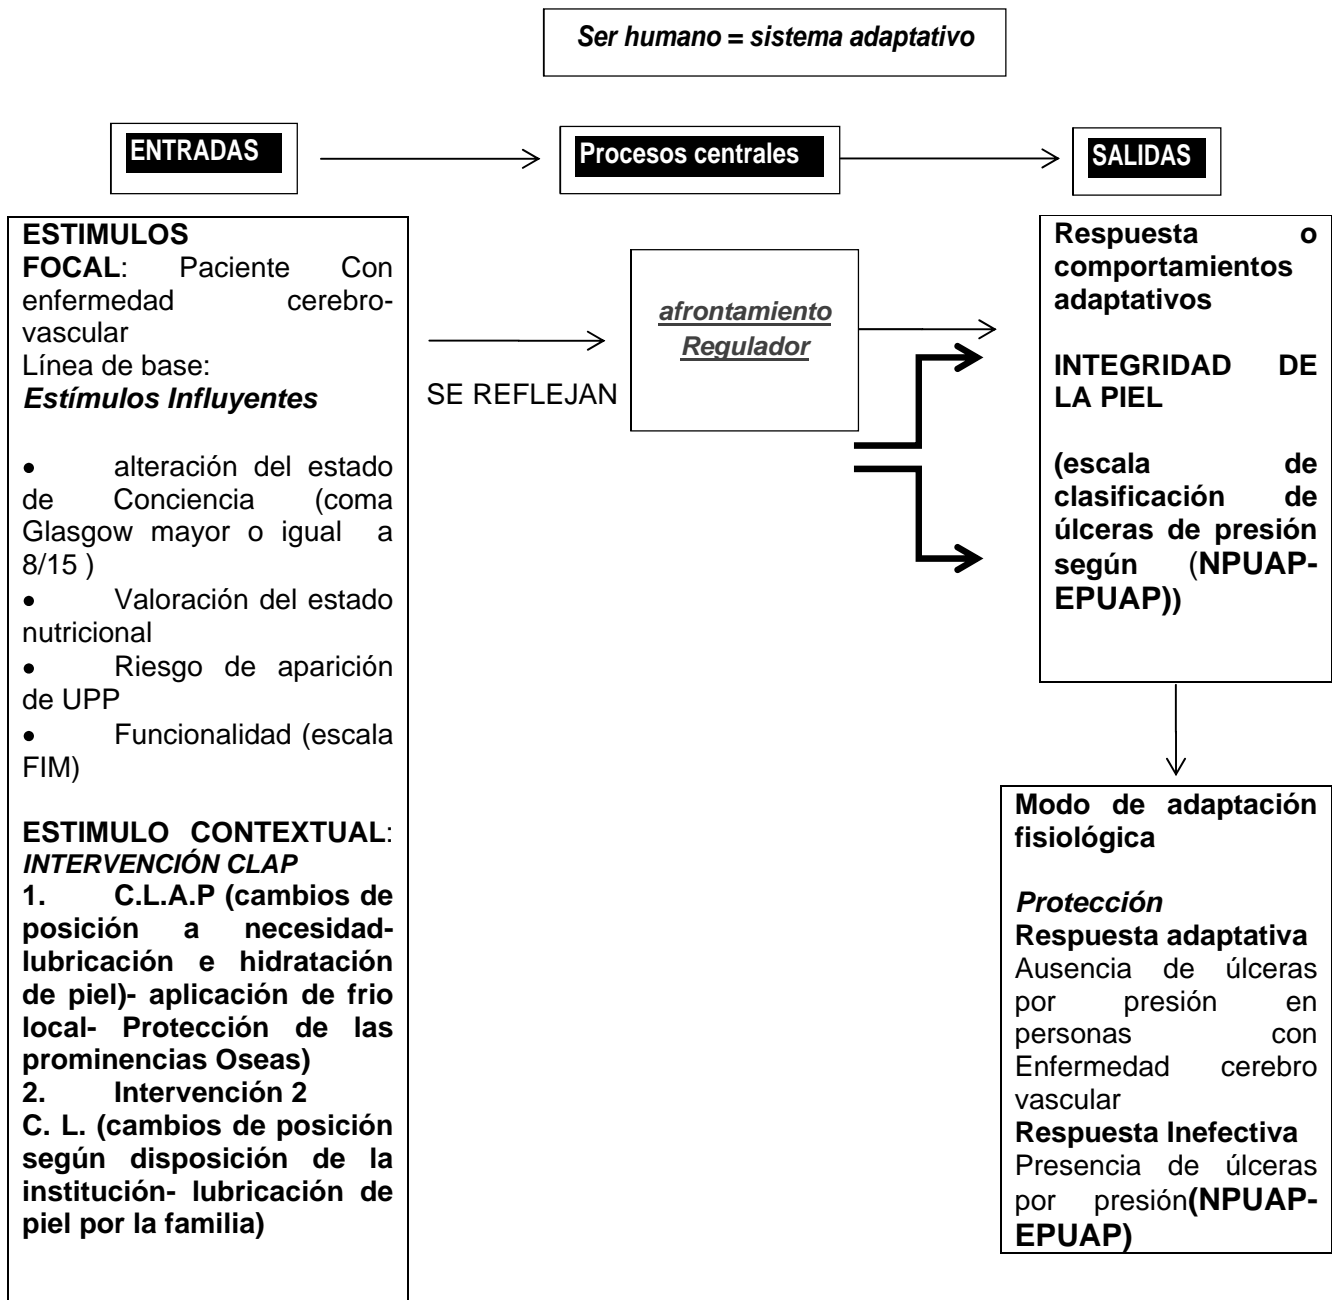 Ser humano = sistema adaptativo
ENTRADAS
Procesos centrales
SALIDAS
ESTIMULOS
FOCAL: Paciente Con
enfermedad cerebro-
vascular
Línea de base:
Estímulos Influyentes
• alteración del estado
de Conciencia (coma
Glasgow mayor o igual a
8/15 )
• Valoración del estado
nutricional
• Riesgo de aparición
de UPP
• Funcionalidad (escala
FIM)
ESTIMULO CONTEXTUAL:
INTERVENCIÓN CLAP
1. C.L.A.P (cambios de
posición a necesidad-
lubricación e hidratación
de piel)- aplicación de frio
local- Protección de las
prominencias Oseas)
2. Intervención 2
C. L. (cambios de posición
según disposición de la
institución- lubricación de
piel por la familia)
SE REFLEJAN
afrontamiento
Regulador
Respuesta o
comportamientos
adaptativos
INTEGRIDAD DE
LA PIEL
(escala de
clasificación de
úlceras de presión
según (NPUAP-
EPUAP))
Modo de adaptación
fisiológica
Protección
Respuesta adaptativa
Ausencia de úlceras
por presión en
personas con
Enfermedad cerebro
vascular
Respuesta Inefectiva
Presencia de úlceras
por presión(NPUAP-
EPUAP)